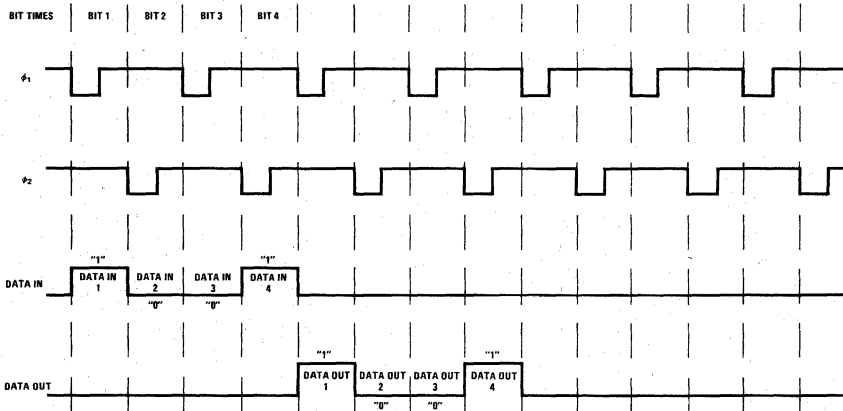 BIT TIMES BIT 1 BIT 2 BIT 3 BIT 4
ϕ1
ϕ2
"1" "1"
DATA IN DATA IN DATA IN DATA IN
DATA IN 1 2 3 4
"0" "0"
"1" "1"
DATA OUT DATA OUT DATA OUT DATA OUT
1 2 3 4
DATA OUT "0" "0"